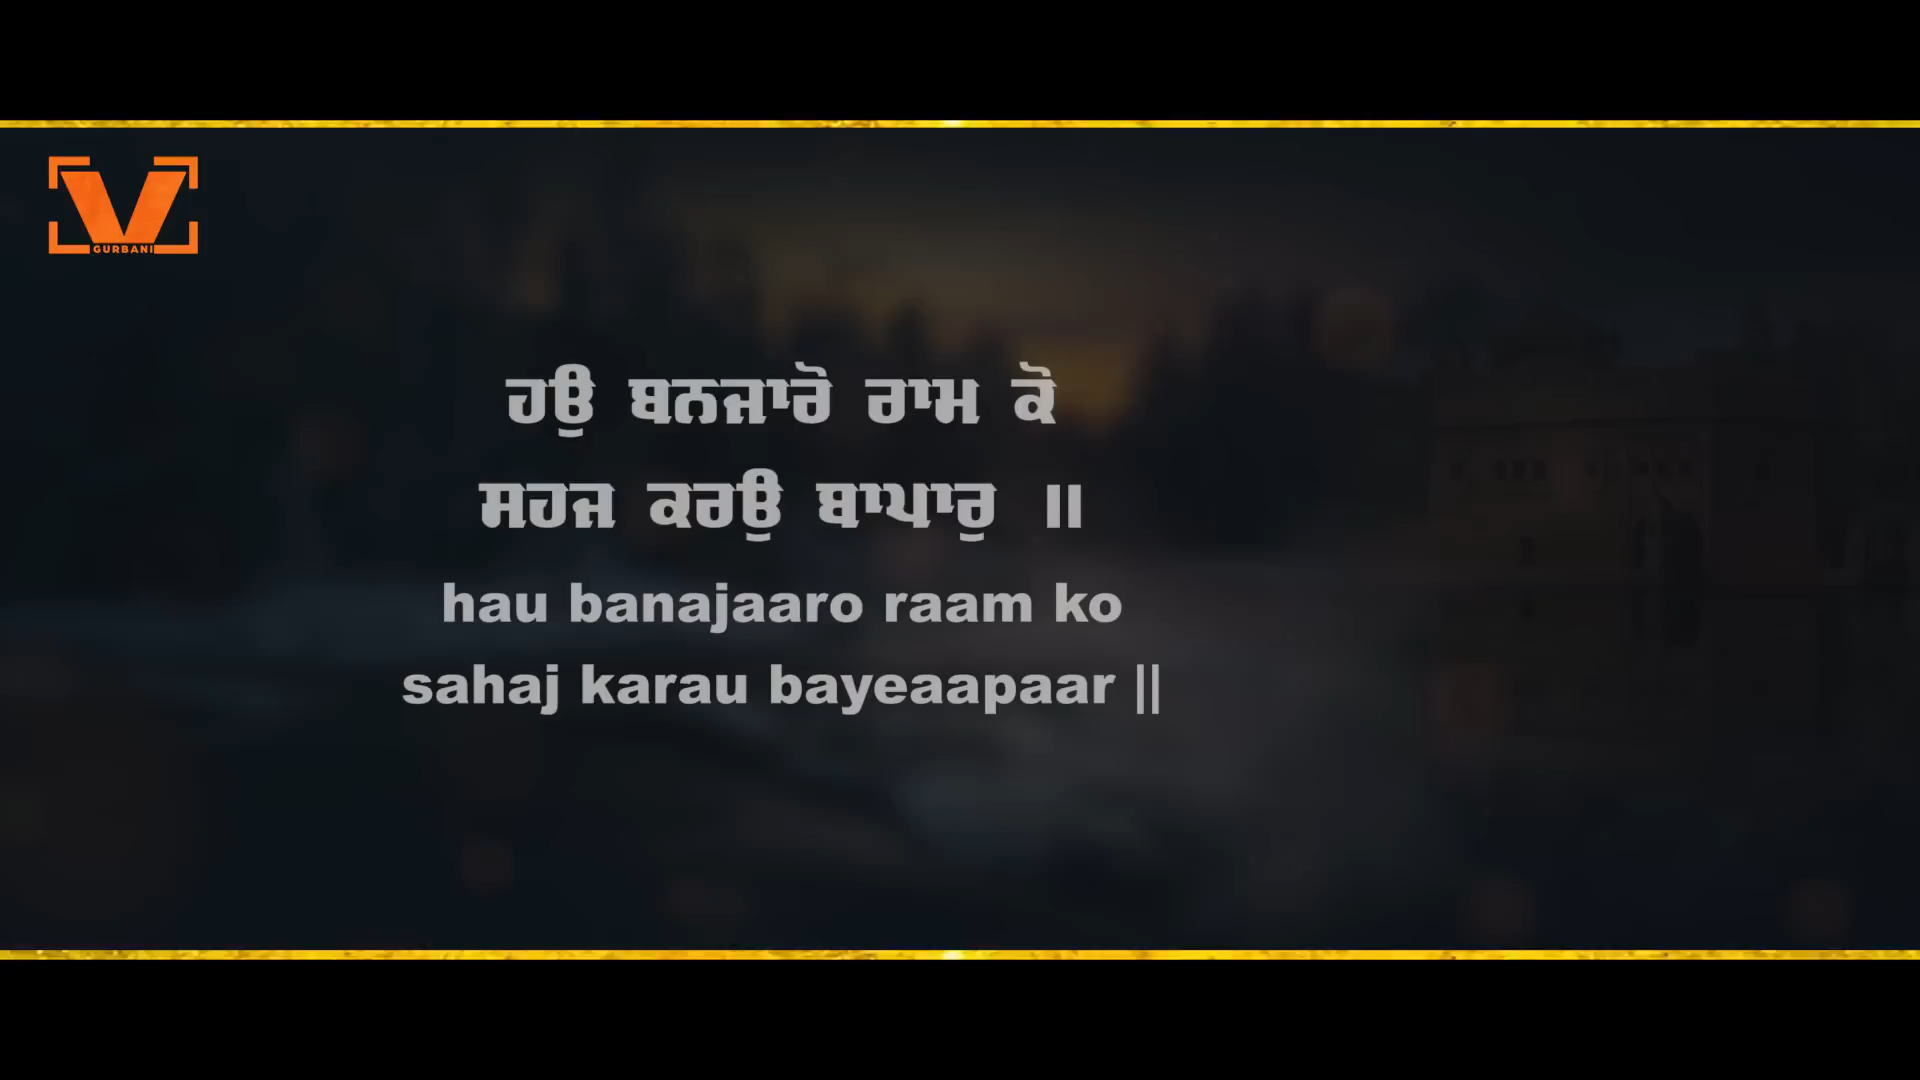 V
GURBANI
ਹਉ ਬਨਜਾਰੋ ਰਾਮ ਕੋ
ਸਹਜ ਕਰਉ ਬਾਪਾਰੁ ॥
hau banajaaro raam ko
sahaj karau bayeaapaar ||